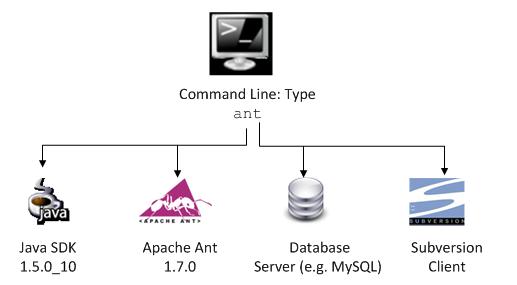 >_
Command Line: Type
ant
Java
<APACHE ANT>
SUBVERSION
Java SDK
1.5.0_10
Apache Ant
1.7.0
Database
Server (e.g. MySQL)
Subversion
Client